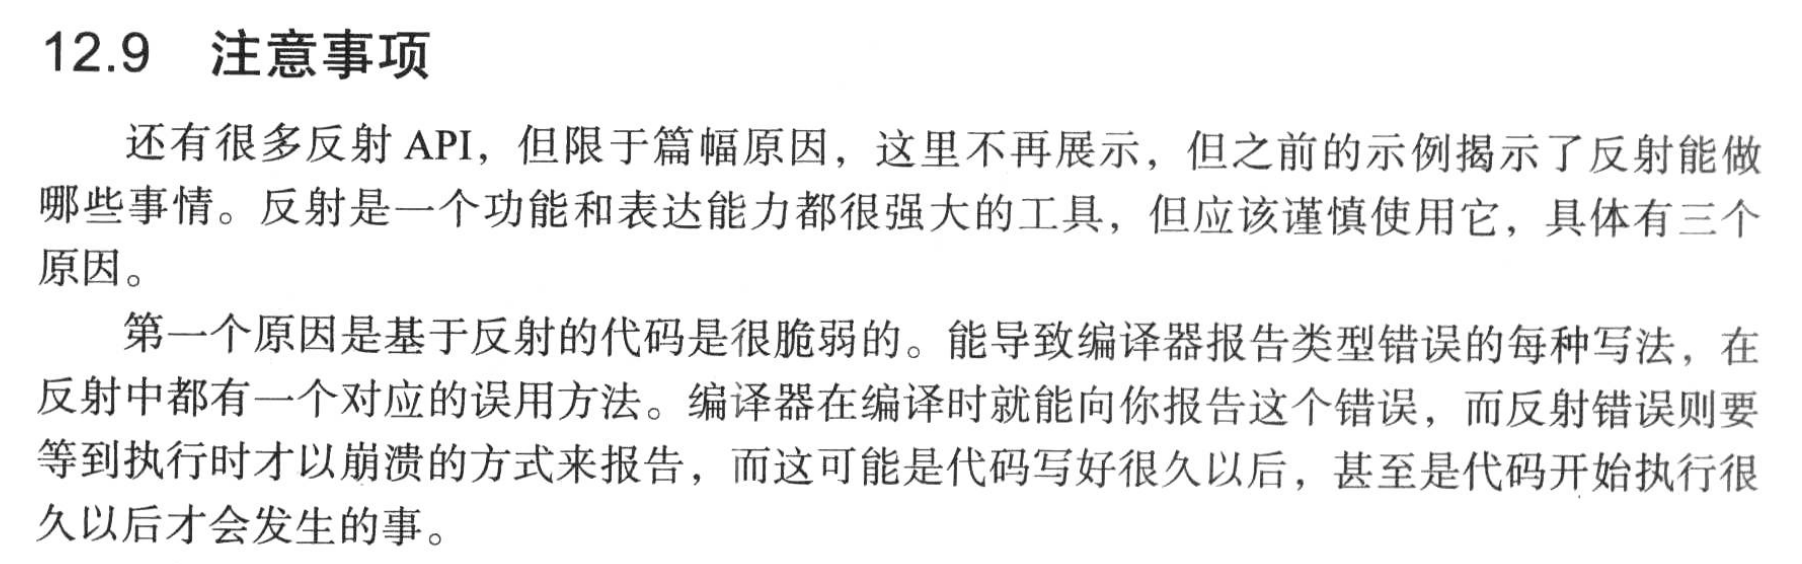 12.9 注意事项
还有很多反射 API，但限于篇幅原因，这里不再展示，但之前的示例揭示了反射能做
哪些事情。反射是一个功能和表达能力都很强大的工具，但应该谨慎使用它，具体有三个
原因。
第一个原因是基于反射的代码是很脆弱的。能导致编译器报告类型错误的每种写法，在
反射中都有一个对应的误用方法。编译器在编译时就能向你报告这个错误，而反射错误则要
等到执行时才以崩溃的方式来报告，而这可能是代码写好很久以后，甚至是代码开始执行很
久以后才会发生的事。